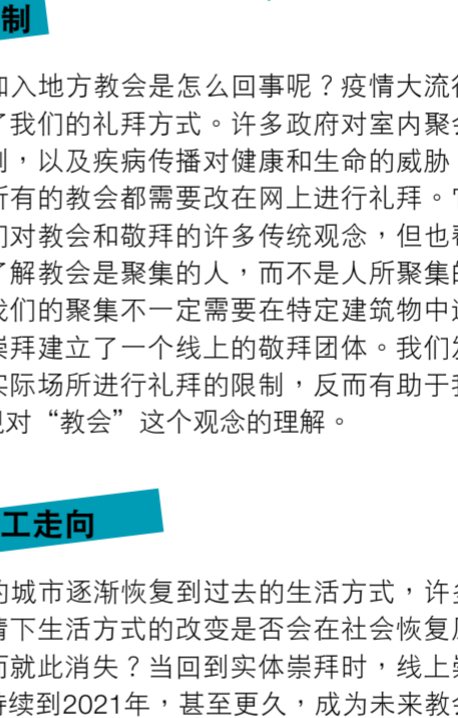 制
加入地方教会是怎么回事呢？疫情大流行
了我们的礼拜方式。许多政府对室内聚会
制，以及疾病传播对健康和生命的威胁
所有的教会都需要改在网上进行礼拜。
们对教会和敬拜的许多传统观念，但也
了解教会是聚集的人，而不是人所聚集的
我们的聚集不一定需要在特定建筑物中
崇拜建立了一个线上的敬拜团体。我们
实际场所进行礼拜的限制，反而有助于我
对“教会”这个观念的理解。
工走向
的城市逐渐恢复到过去的生活方式，许多
情下生活方式的改变是否会在社会恢复
而就此消失？当回到实体崇拜时，线上崇
持续到2021年，甚至更久，成为未来教会